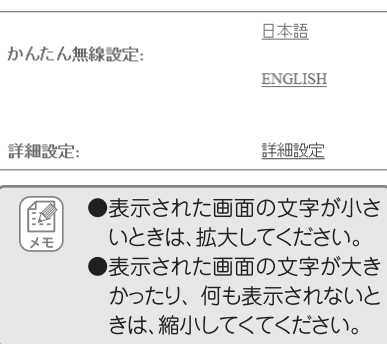 日本語
かんたん無線設定:
ENGLISH
詳細設定: 詳細設定
メモ
●表示された画面の文字が小さ
いときは、拡大してください。
●表示された画面の文字が大き
かったり、何も表示されないと
きは、縮小してくてください。